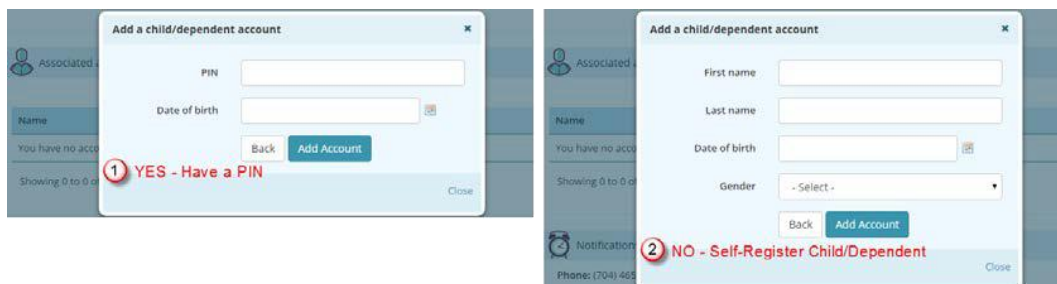 Add a child/dependent account
Associated
PIN
Date of birth
Name
You have no acco
Back Add Account
1 YES - Have a PIN
Showing 0 to 0 of
Close
Add a child/dependent account
First name
Associated
Last name
Name
Date of birth
You have no acco
Showing 0 to 0 of
Gender - Select -
Back Add Account
Notification
2 NO - Self-Register Child/Dependent
Close
Phone: (704) 465